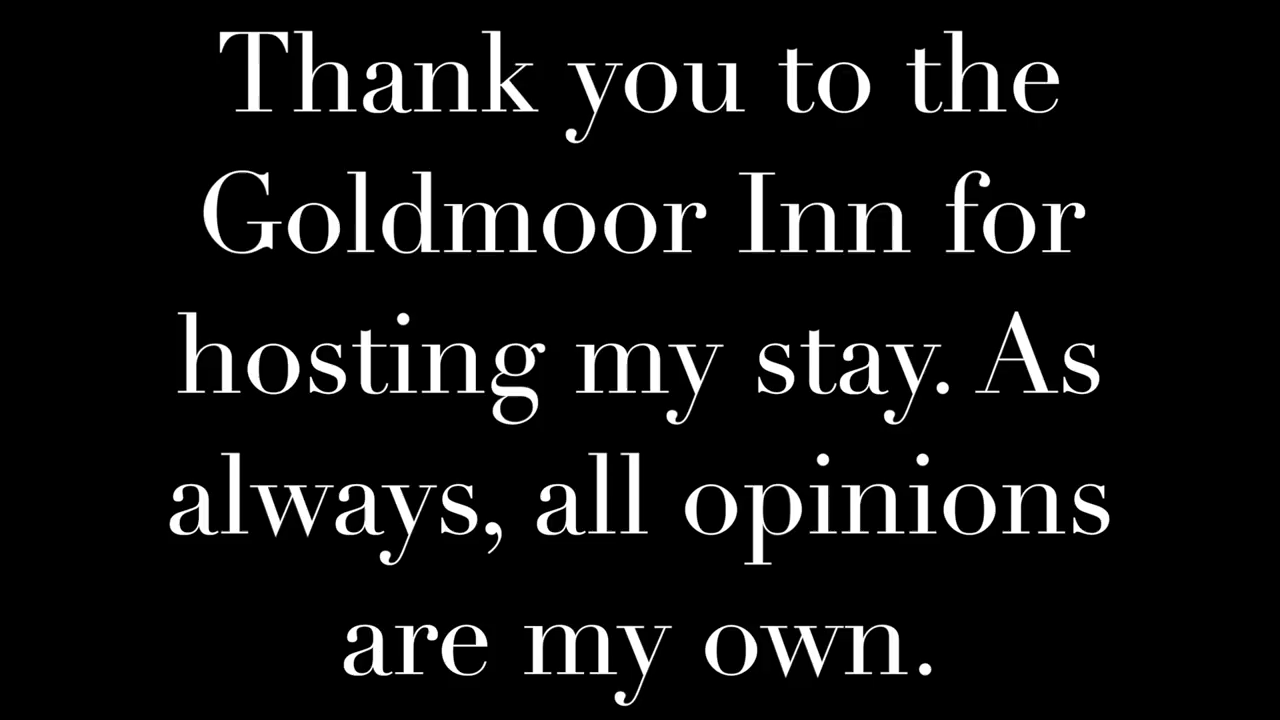 Thank you to the
Goldmoor Inn for
hosting my stay. As
always, all opinions
are my own.